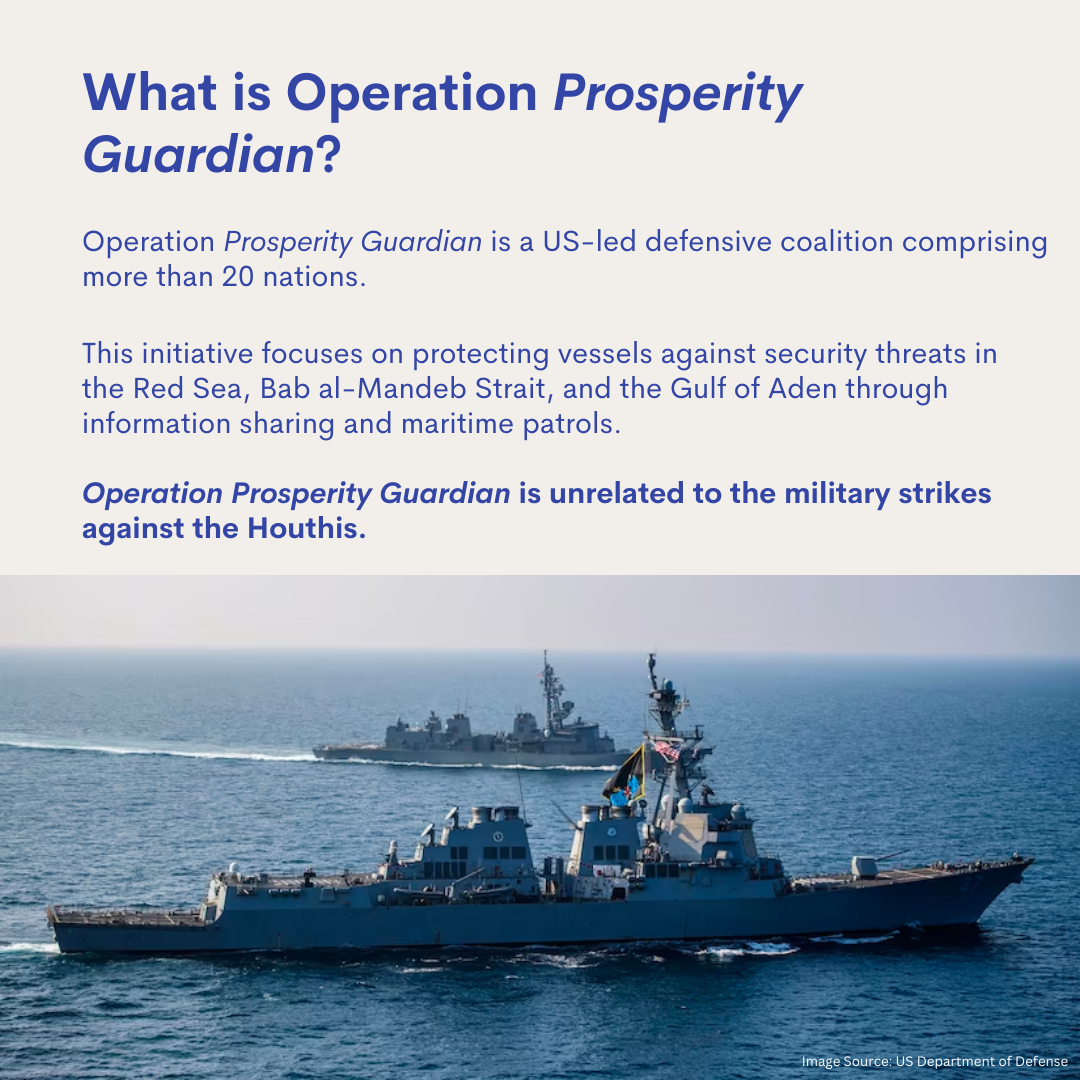 What is Operation Prosperity
Guardian?
Operation Prosperity Guardian is a US-led defensive coalition comprising
more than 20 nations.
This initiative focuses on protecting vessels against security threats in
the Red Sea, Bab al-Mandeb Strait, and the Gulf of Aden through
information sharing and maritime patrols.
Operation Prosperity Guardian is unrelated to the military strikes
against the Houthis.
Image Source: US Department of Defense